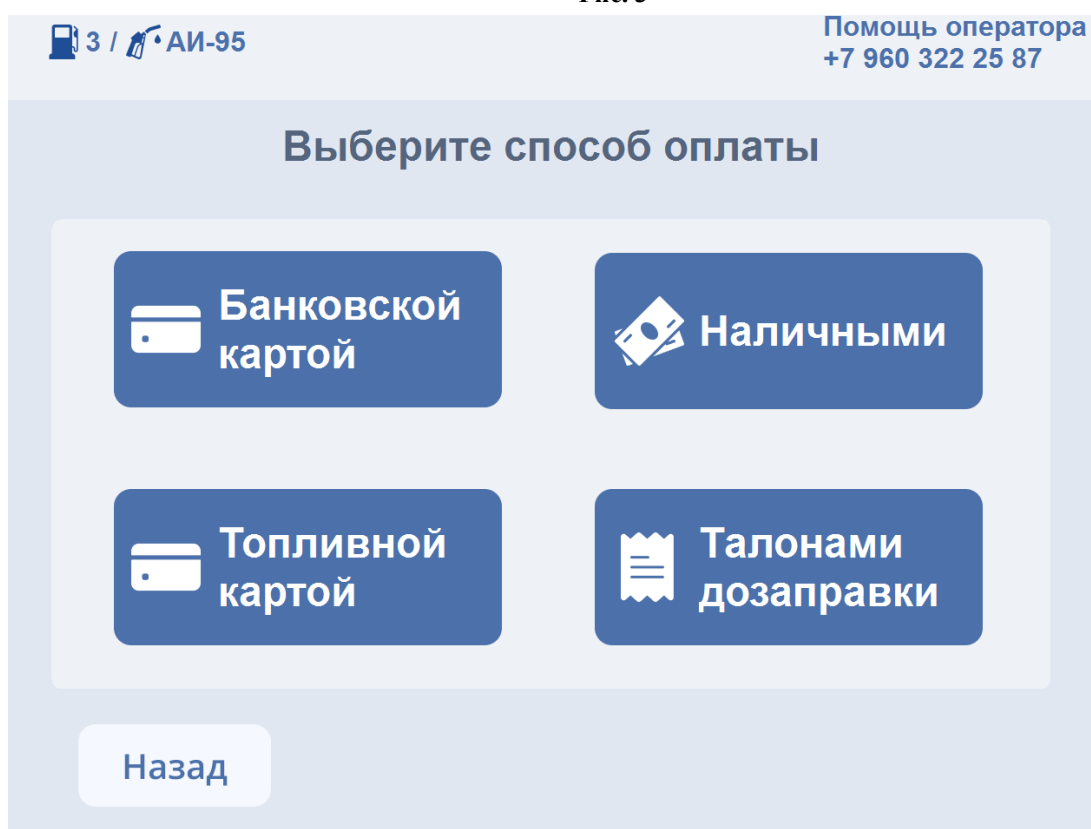 3 / АИ-95
Помощь оператора
+7 960 322 25 87
Выберите способ оплаты
Банковской
картой
Наличными
Топливной
картой
Талонами
дозаправки
Назад